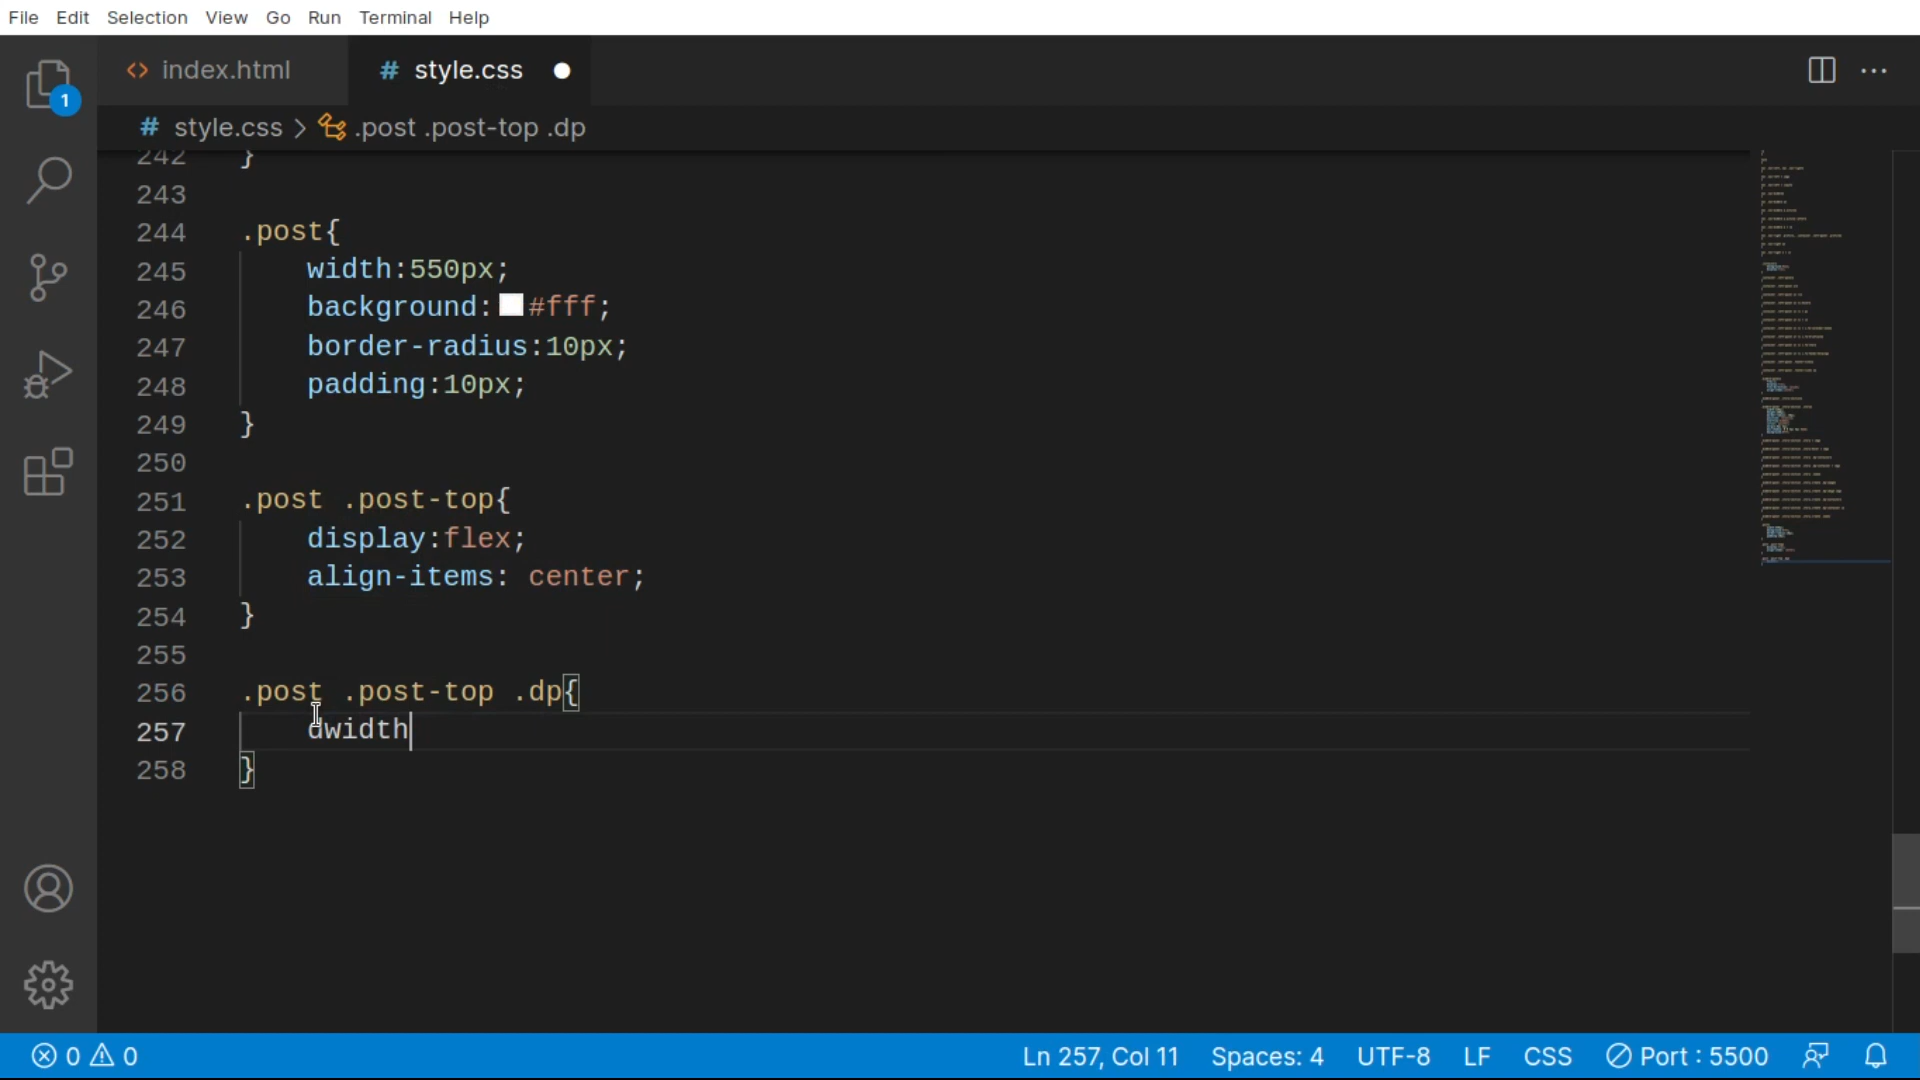 File Edit Selection View Go Run Terminal Help
index.html # style.css
1
# style.css > .post .post-top .dp
242 }
243
244 .post{
245 width:550px;
246 background: #fff;
247 border-radius:10px;
248 padding:10px;
249 }
250
251 .post .post-top{
252 display:flex;
253 align-items: center;
254 }
255
256 .post .post-top .dp{
257 dwidth
258 }
0 0 Ln 257, Col 11 Spaces: 4 UTF-8 LF CSS Port : 5500